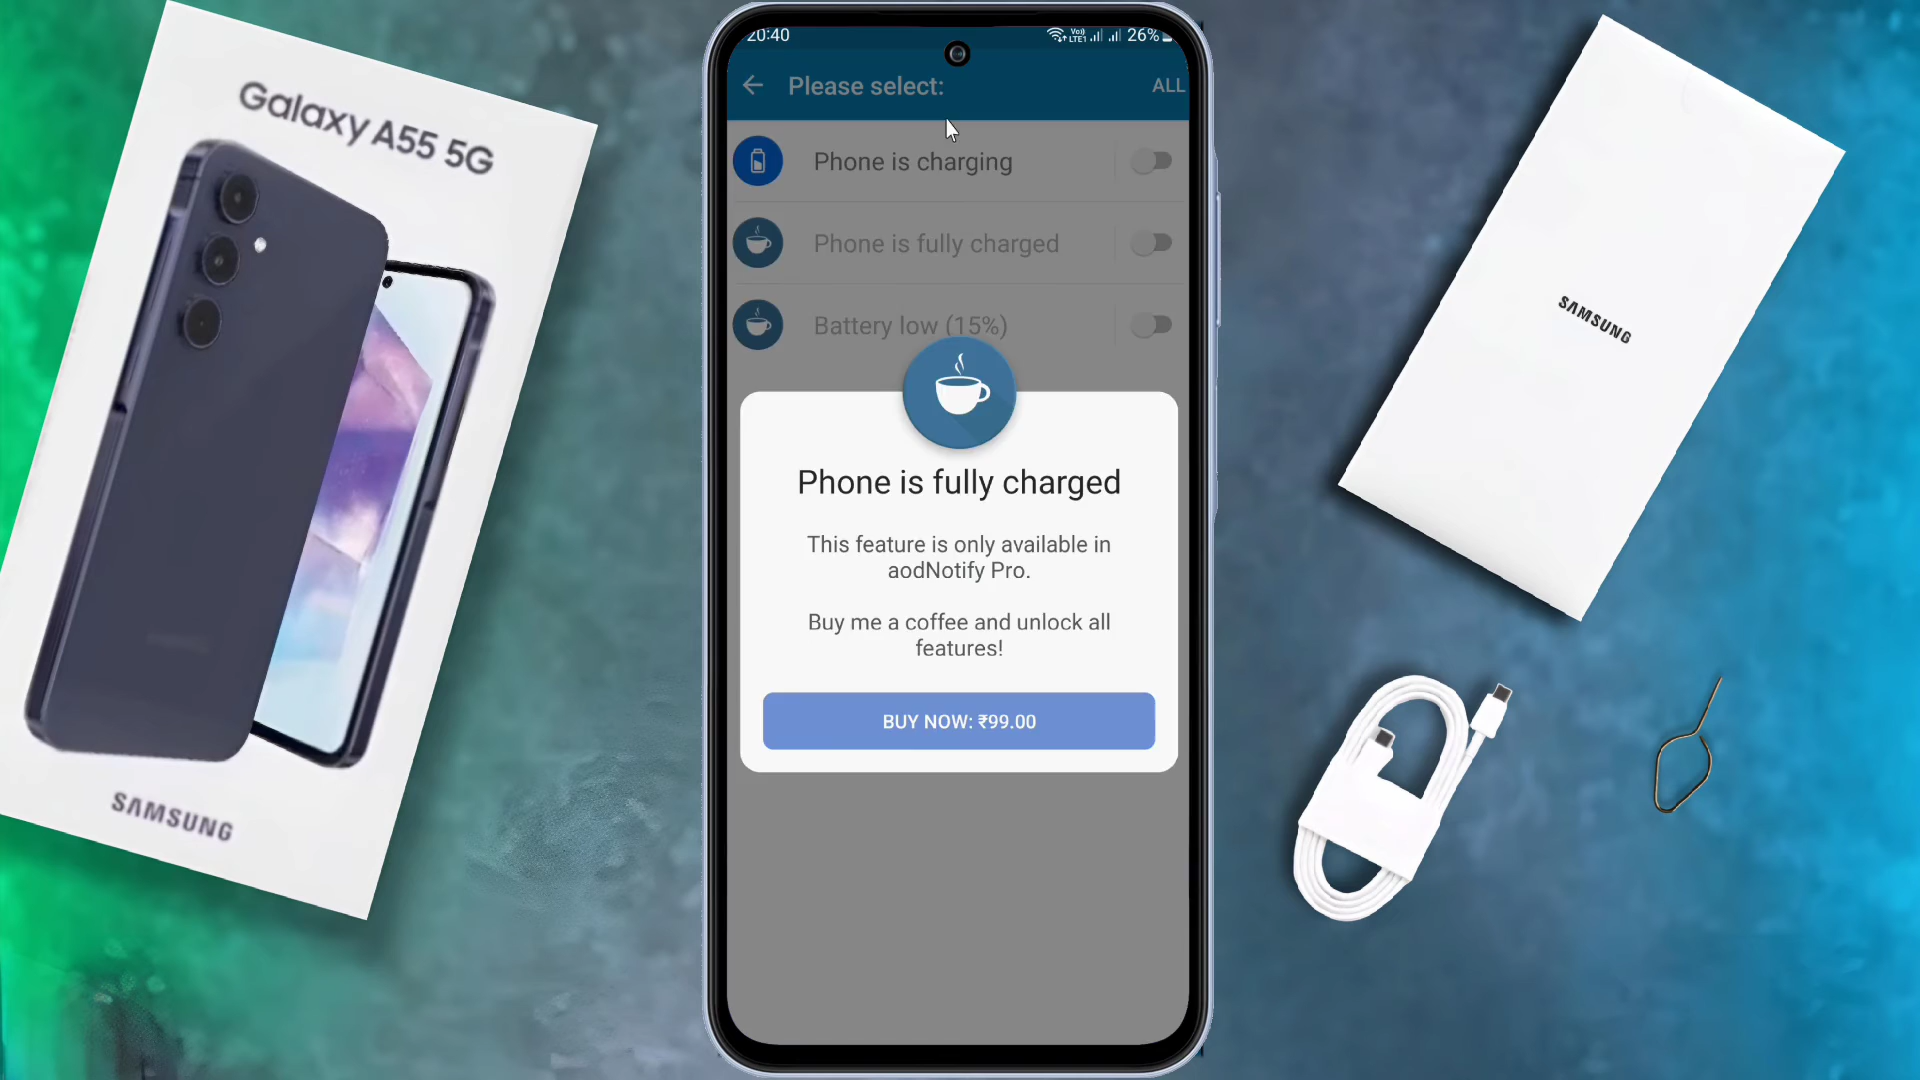 Galaxy A55 5G
SAMSUNG
20:40
Vo) LTE1 26%
Please select:
ALL
Phone is charging
Phone is fully charged
Battery low (15%)
Phone is fully charged
This feature is only available in
aodNotify Pro.
Buy me a coffee and unlock all
features!
BUY NOW: ₹99.00
SAMSUNG